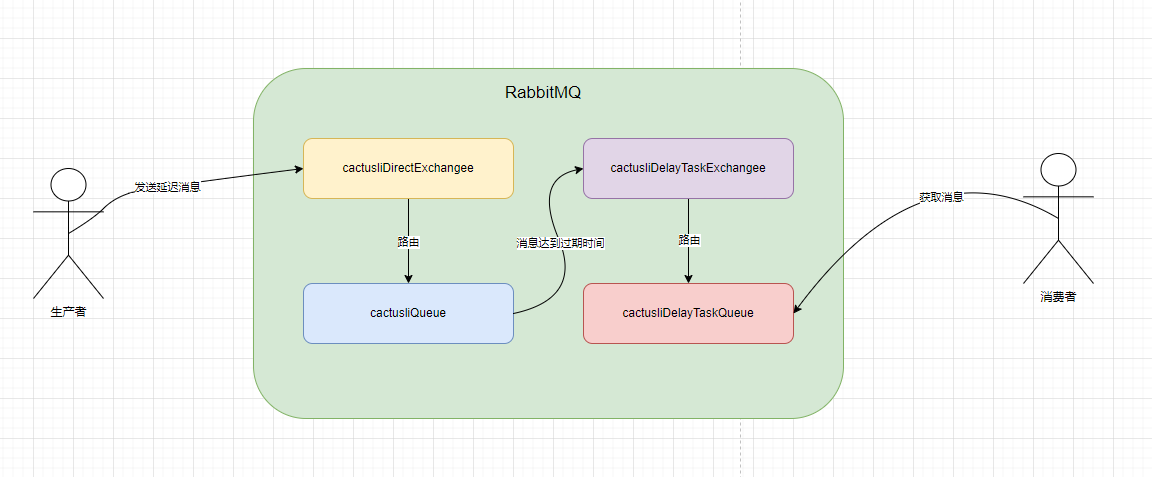 RabbitMQ
cactusliDirectExchangee
cactusliDelayTaskExchangee
发送延迟消息
获取消息
路由
消息达到过期时间
路由
生产者
消费者
cactusliQueue
cactusliDelayTaskQueue